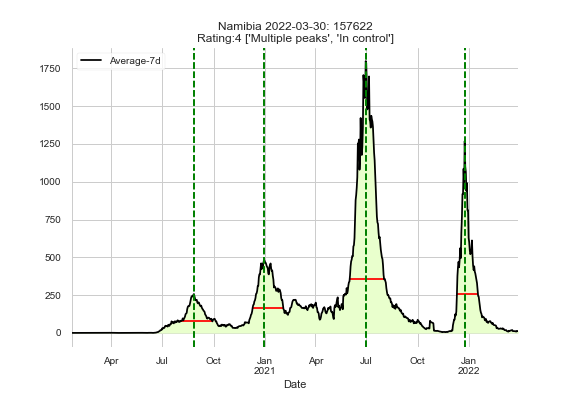 Namibia 2022-03-30: 157622
Rating:4 ['Multiple peaks', 'In control']
Average-7d
1750
1500
1250
1000
750
500
250
0
Apr Jul Oct Jan Apr Jul Oct Jan
2021 2022
Date